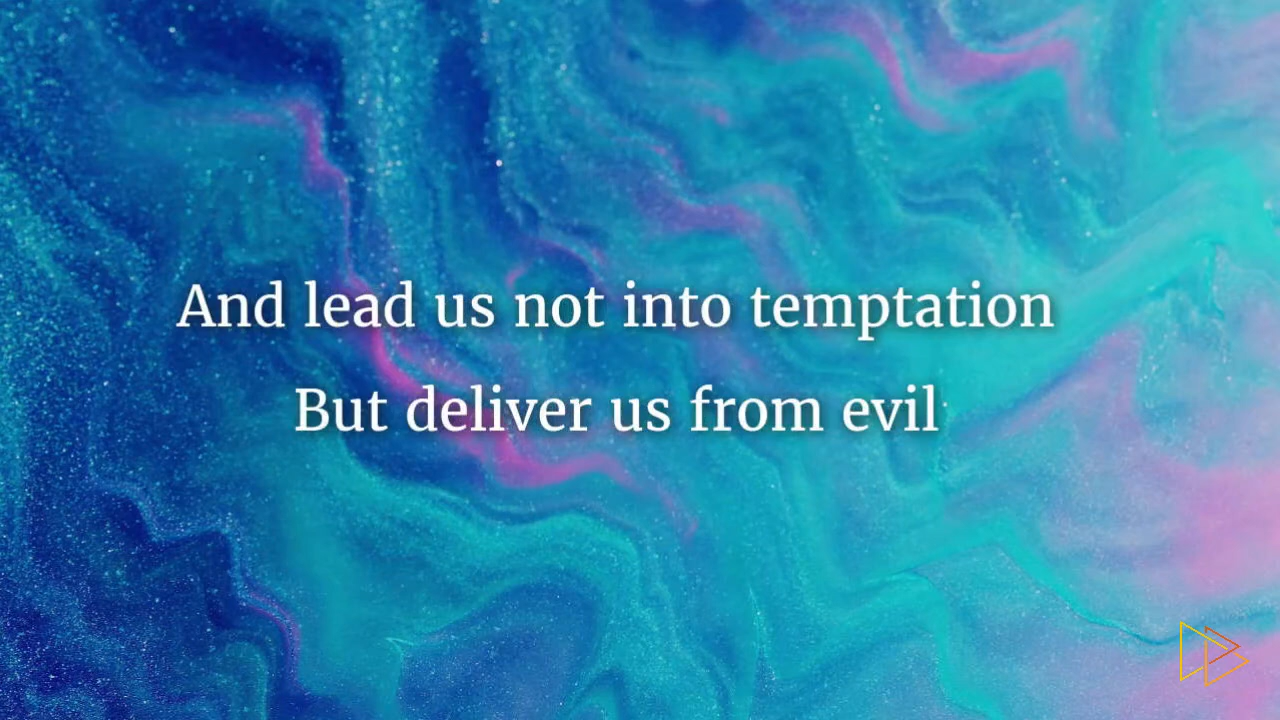 And lead us not into temptation
But deliver us from evil